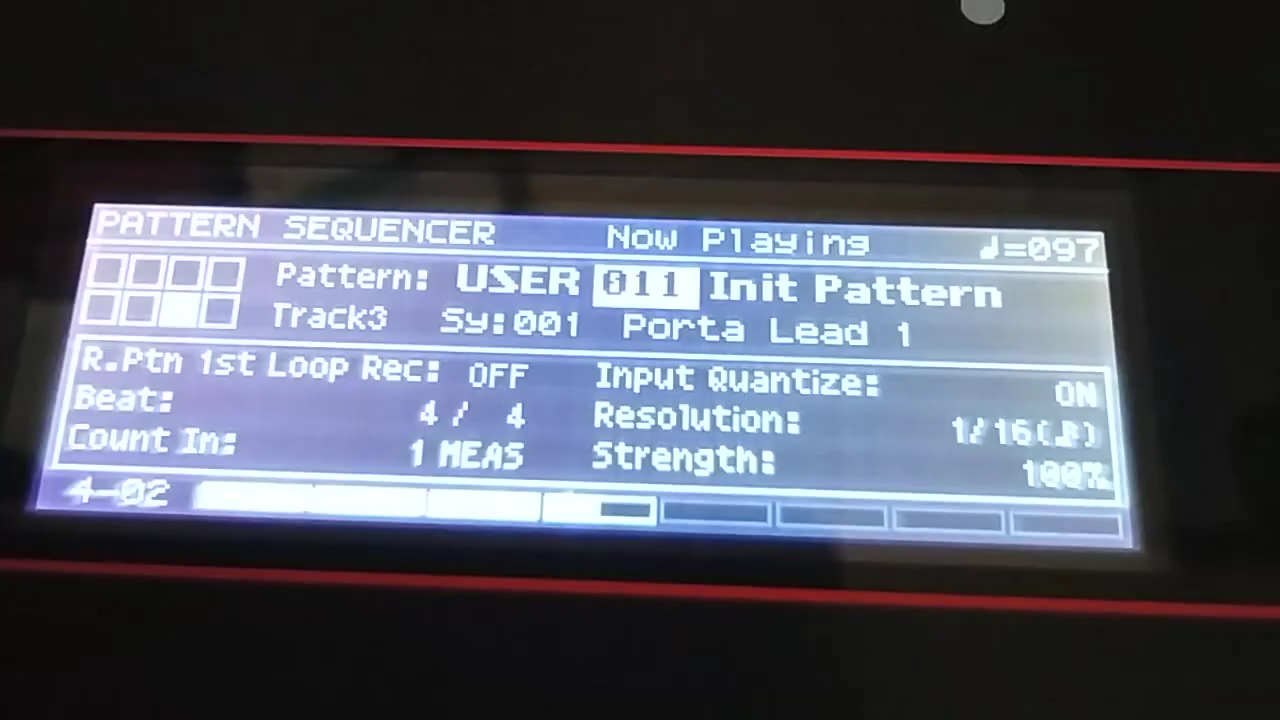 PATTERN SEQUENCER Now Playing ♩=097
Pattern: USER 011 Init Pattern
Track3 Sy:001 Porta Lead 1
R.Ptn 1st Loop Rec: OFF Input Quantize: ON
Beat: 4 / 4 Resolution: 1/16(♪)
Count In: 1 MEAS Strength: 100%
4-02